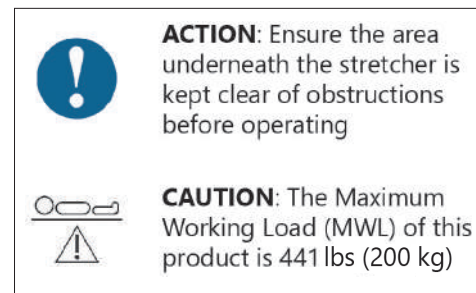 ACTION: Ensure the area
underneath the stretcher is
kept clear of obstructions
before operating
CAUTION: The Maximum
Working Load (MWL) of this
product is 441 lbs (200 kg)